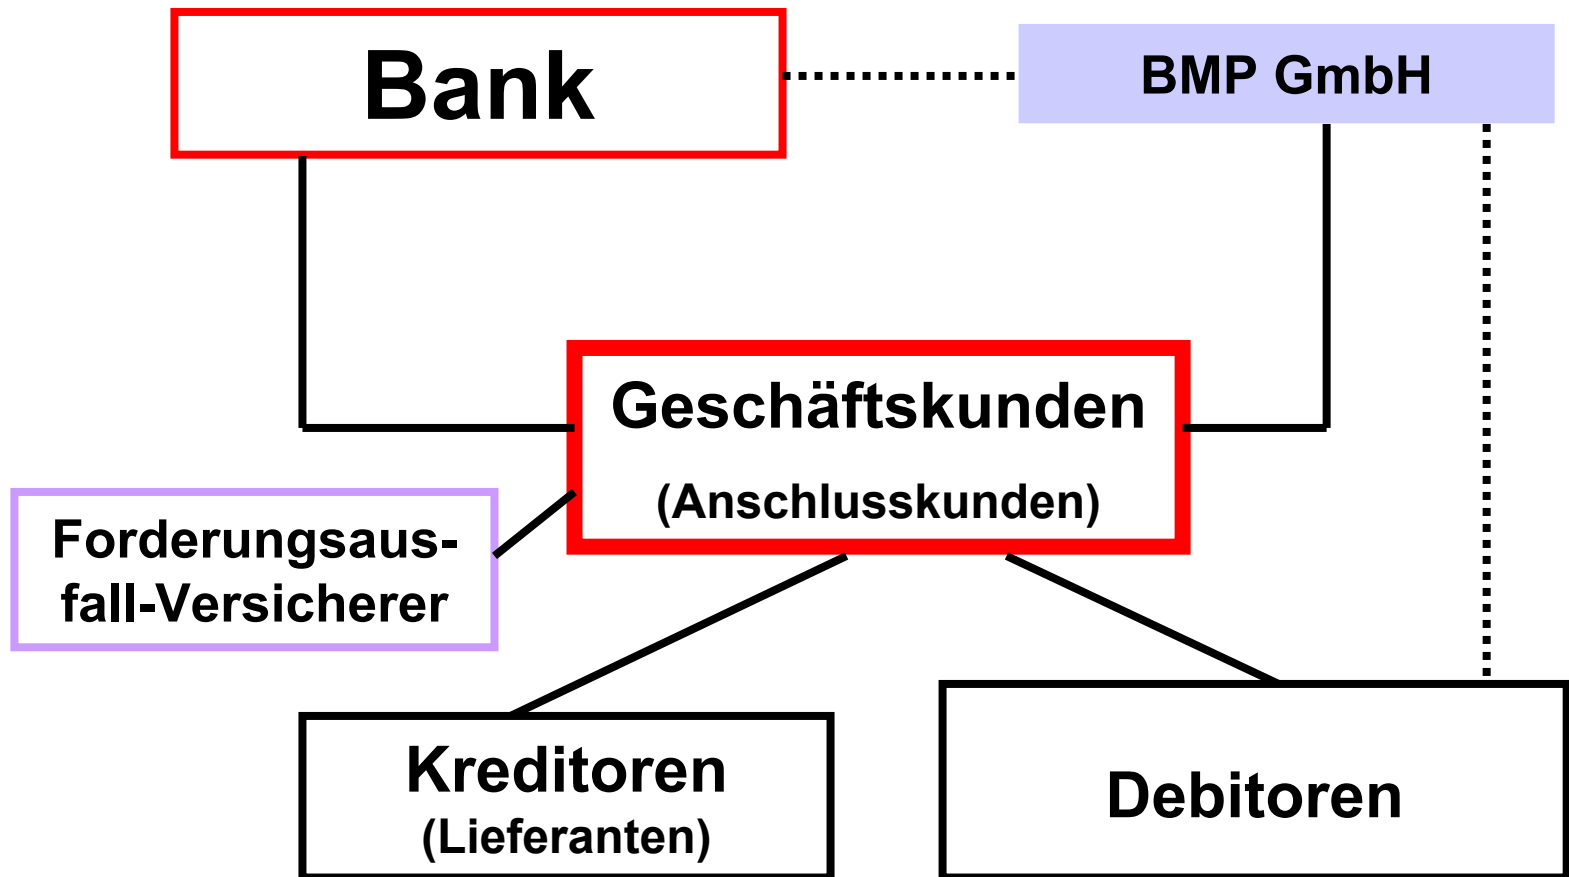 Bank
BMP GmbH
Geschäftskunden
(Anschlusskunden)
Forderungsaus-
fall-Versicherer
Kreditoren
(Lieferanten)
Debitoren